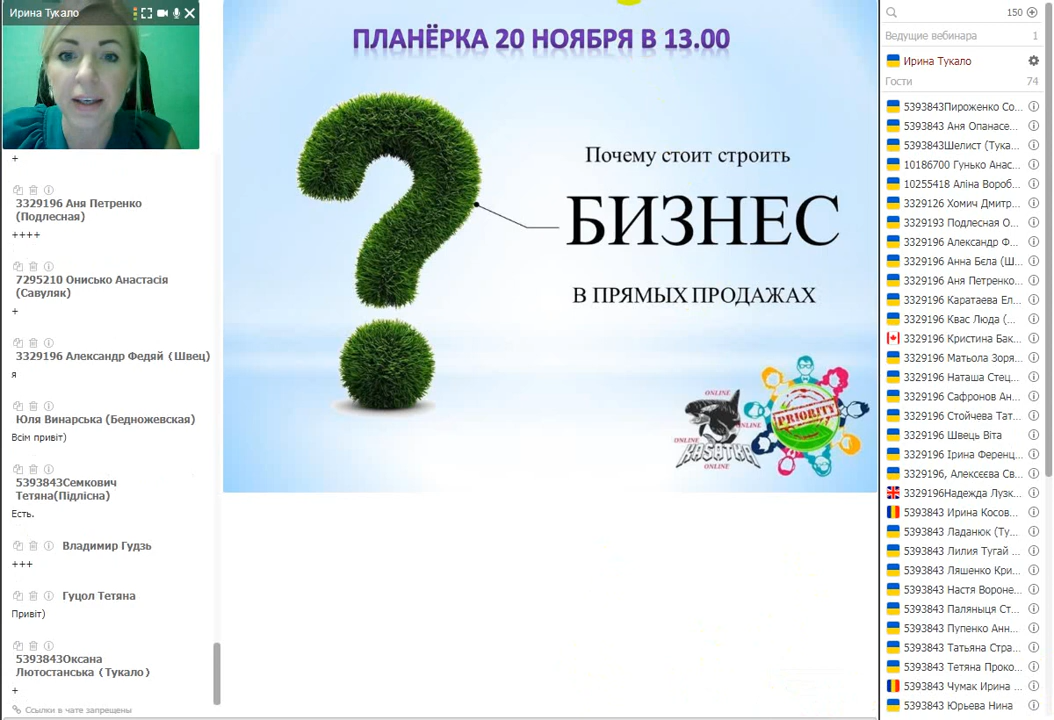 Ирина Тукало
+
3329196 Аня Петренко
(Подлесная)
++++
7295210 Онисько Анастасія
(Савуляк)
+
3329196 Александр Федяй (Швец)
я
Юля Винарська (Бедножевская)
Всім привіт)
5393843Семкович
Тетяна(Підлісна)
Есть.
Владимир Гудзь
+++
Гуцол Тетяна
Привіт)
5393843Оксана
Лютостанська (Тукало)
+
Ссылки в чате запрещены
ПЛАНЁРКА 20 НОЯБРЯ В 13.00
Почему стоит строить
БИЗНЕС
В ПРЯМЫХ ПРОДАЖАХ
ONLINE
ONLINE
ONLINE
KASATKA
ONLINE
PRIORITY
150
Ведущие вебинара 1
Ирина Тукало
Гости 74
5393843Пироженко Со...
5393843 Аня Опанасе...
5393843Шелист (Тука...
10186700 Гунько Анас...
10255418 Аліна Вороб...
3329126 Хомич Дмитр...
3329193 Подлесная О...
3329196 Александр Ф...
3329196 Анна Бєла (Ш...
3329196 Аня Петренко...
3329196 Каратаева Ел...
3329196 Квас Люда (...
3329196 Кристина Бак...
3329196 Матьола Зоря...
3329196 Наташа Стец...
3329196 Сафронов Ан...
3329196 Стойчева Тат...
3329196 Швець Віта
3329196 Ірина Ференц...
3329196, Алексеєва Св...
3329196Надежда Лузк...
5393843 Ирина Косов...
5393843 Ладанюк (Ту...
5393843 Лилия Тугай ...
5393843 Ляшенко Кри...
5393843 Настя Вороне...
5393843 Паляныця Ст...
5393843 Пупенко Анн...
5393843 Татьяна Стра...
5393843 Тетяна Проко...
5393843 Чумак Ирина ...
5393843 Юрьева Нина